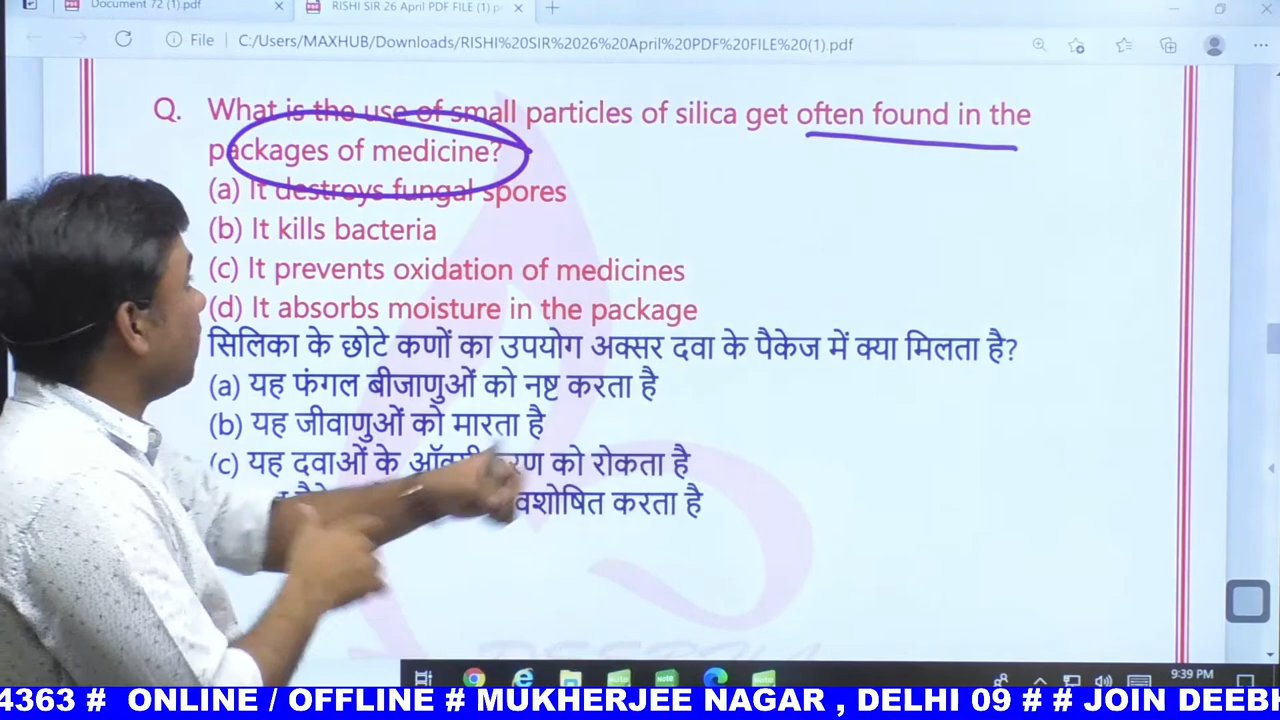 Document 72 (1).pdf
RISHI SIR 26 April PDF FILE (1).p
File C:/Users/MAXHUB/Downloads/RISHI%20SIR%2026%20April%20PDF%20FILE%20(1).pdf
Q. What is the use of small particles of silica get often found in the
packages of medicine?
(a) It destroys fungal spores
(b) It kills bacteria
(c) It prevents oxidation of medicines
(d) It absorbs moisture in the package
सिलिका के छोटे कणों का उपयोग अक्सर दवा के पैकेज में क्या मिलता है?
(a) यह फंगल बीजाणुओं को नष्ट करता है
(b) यह जीवाणुओं को मारता है
(c) यह दवाओं के को रोकता है
करता है
9:39 PM
4363 # ONLINE / OFFLINE # MUKHERJEE NAGAR , DELHI 09 # # JOIN